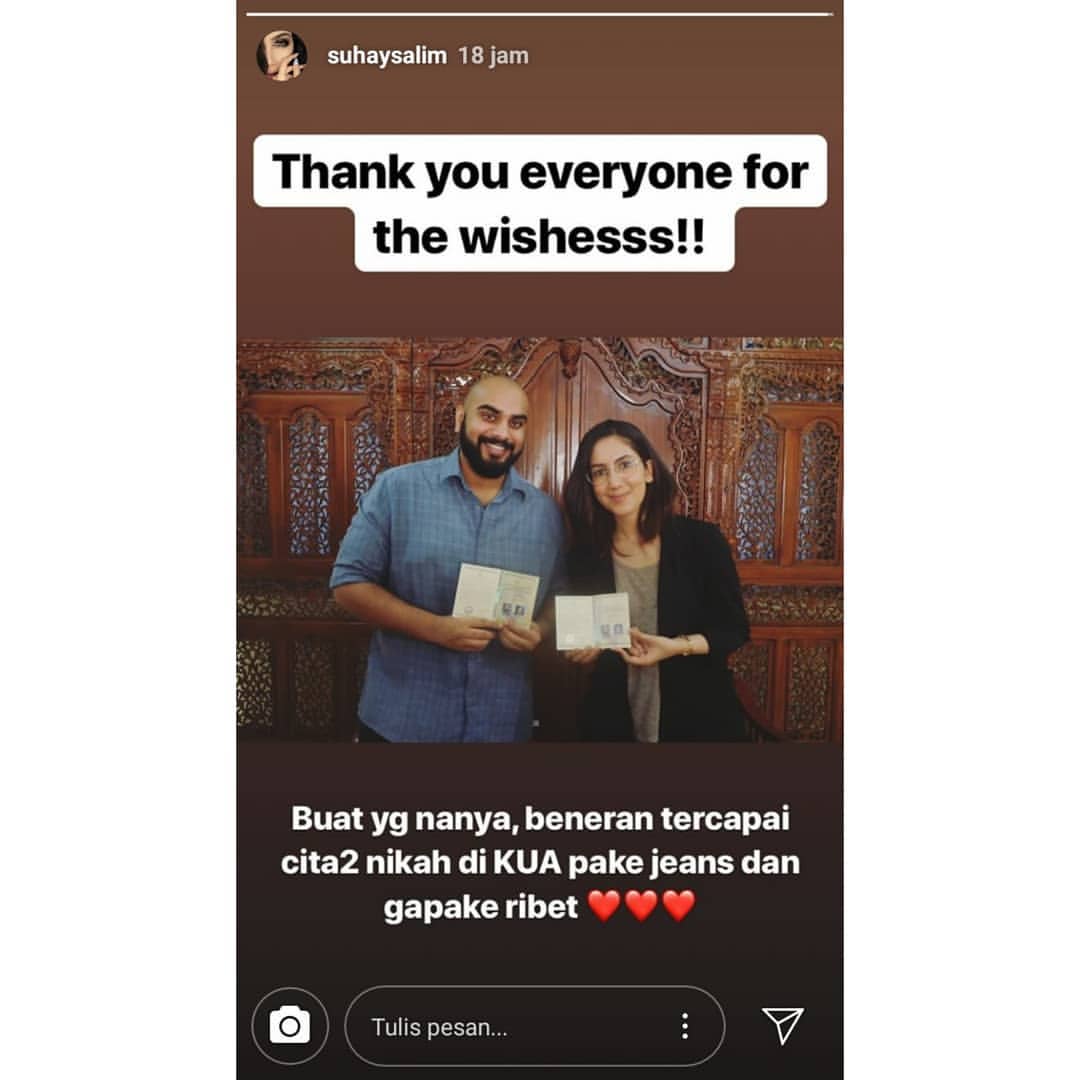 suhaysalim 18 jam
Thank you everyone for
the wishesss!!
Buat yg nanya, beneran tercapai
cita2 nikah di KUA pake jeans dan
gapake ribet ❤️❤️❤️
Tulis pesan...